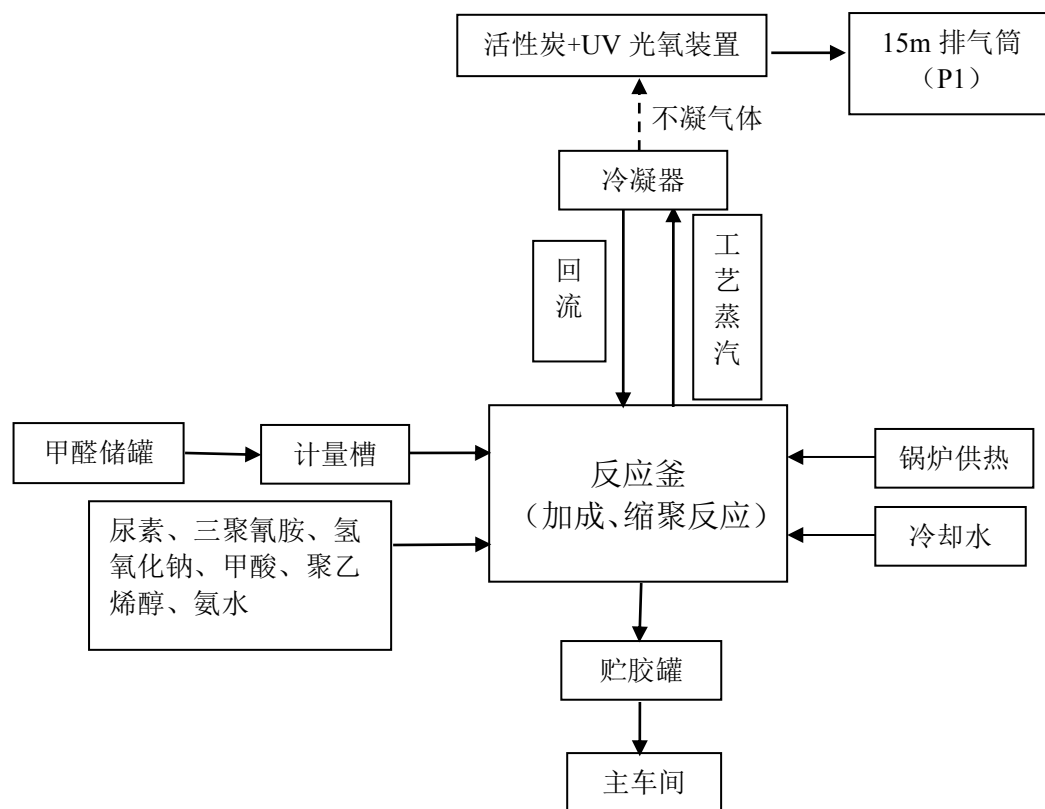 活性炭+UV 光氧装置
15m 排气筒
（P1）
不凝气体
冷凝器
回
流
工
艺
蒸
汽
甲醛储罐
计量槽
反应釜
（加成、缩聚反应）
锅炉供热
冷却水
尿素、三聚氰胺、氢
氧化钠、甲酸、聚乙
烯醇、氨水
贮胶罐
主车间